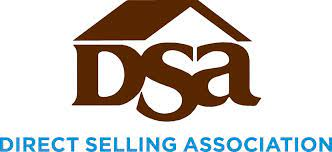 DSa
DIRECT SELLING ASSOCIATION